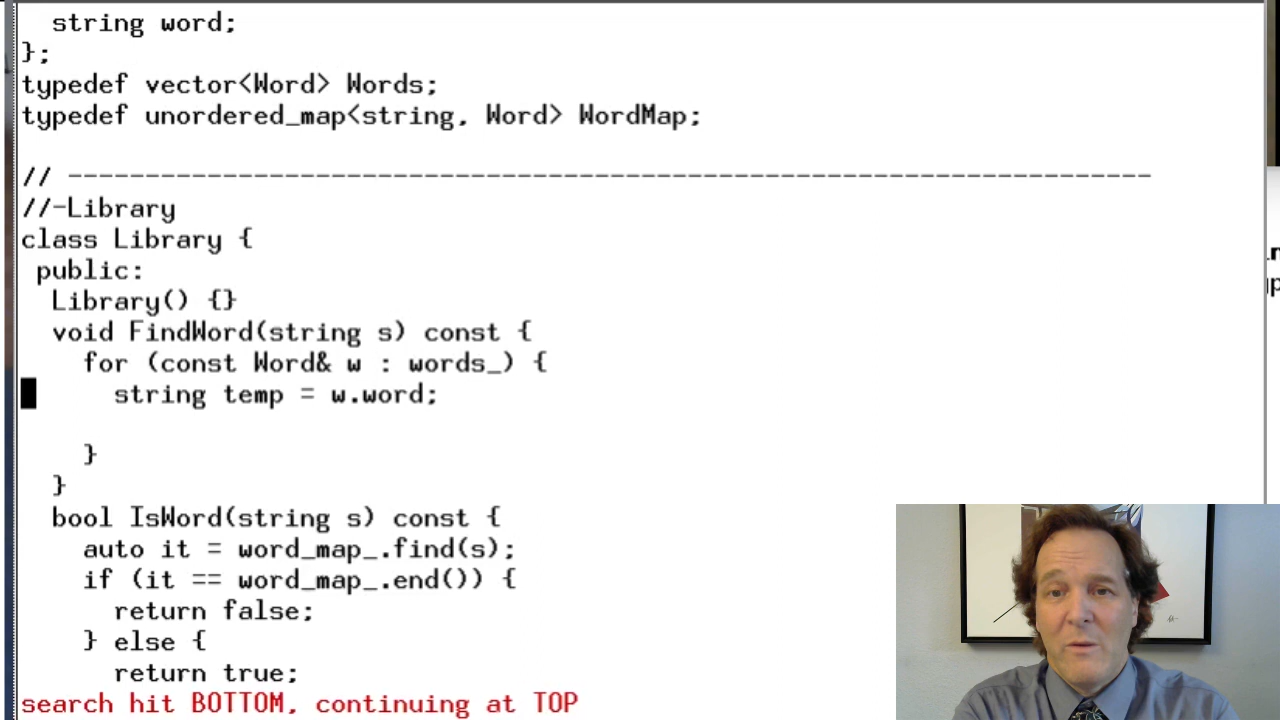 string word;
};
typedef vector<Word> Words;
typedef unordered_map<string, Word> WordMap;
// -----------------------------------------------------------------------
//-Library
class Library {
public:
Library() {}
void FindWord(string s) const {
for (const Word& w : words_) {
string temp = w.word;
}
}
bool IsWord(string s) const {
auto it = word_map_.find(s);
if (it == word_map_.end()) {
return false;
} else {
return true;
search hit BOTTOM, continuing at TOP